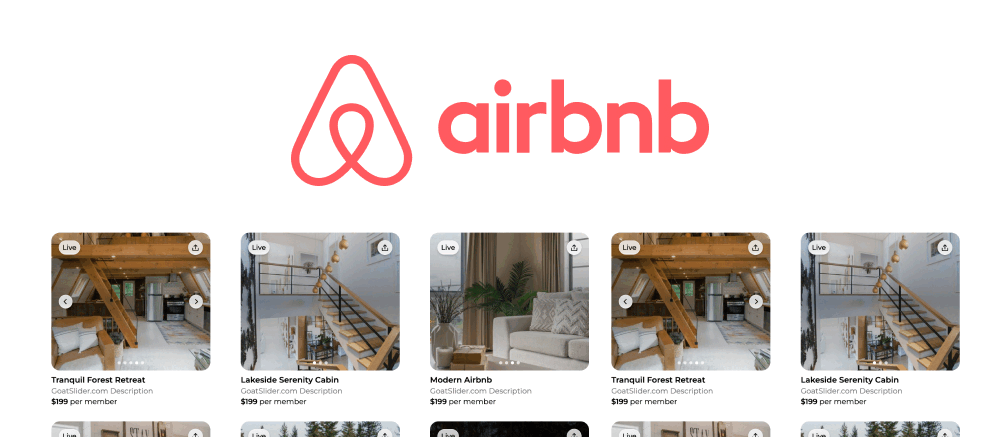 airbnb
Live
Live
Live
Live
Live
Tranquil Forest Retreat
GoatSlider.com Description
$199 per member
Lakeside Serenity Cabin
GoatSlider.com Description
$199 per member
Modern Airbnb
GoatSlider.com Description
$199 per member
Tranquil Forest Retreat
GoatSlider.com Description
$199 per member
Lakeside Serenity Cabin
GoatSlider.com Description
$199 per member
Live
Live
Live
Live
Live